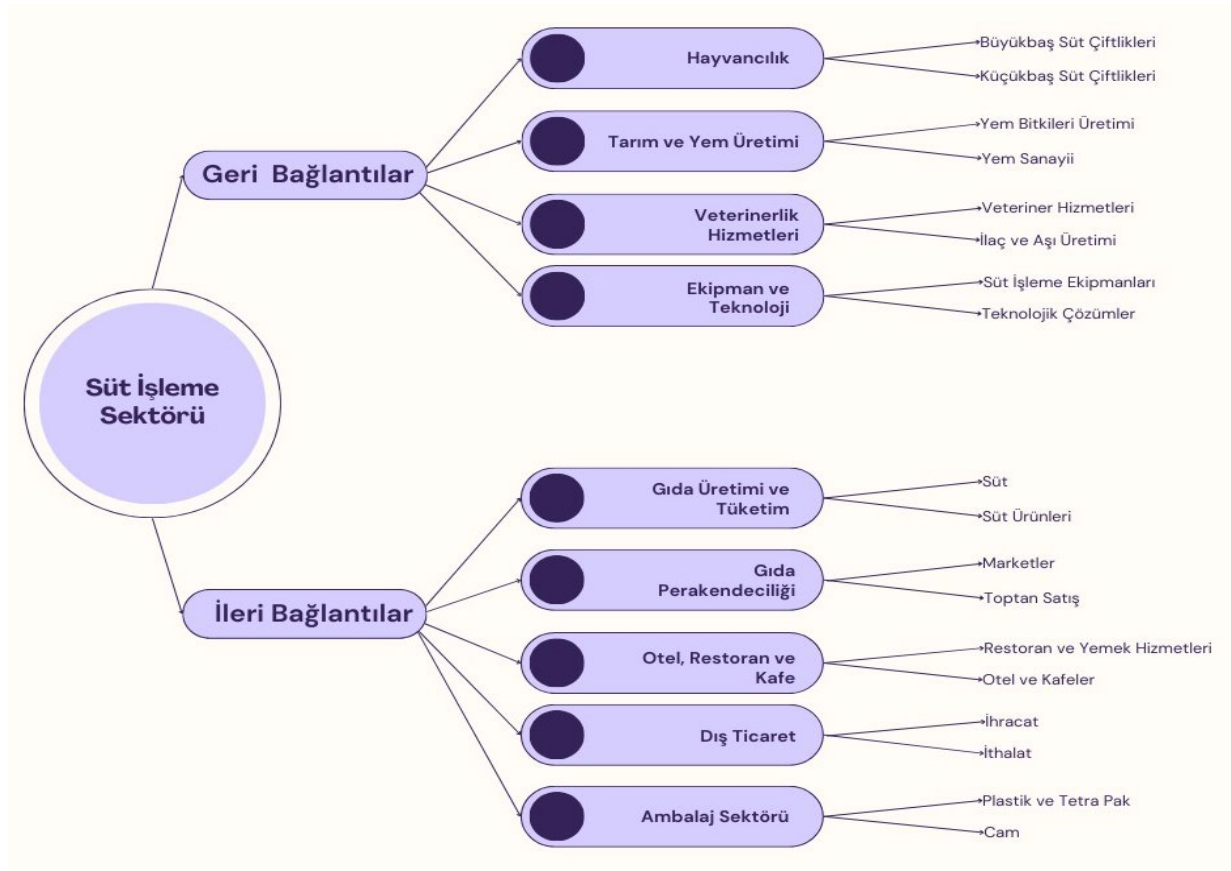 Süt İşleme
Sektörü
Geri Bağlantılar
Hayvancılık
Büyükbaş Süt Çiftlikleri
Küçükbaş Süt Çiftlikleri
Tarım ve Yem Üretimi
Yem Bitkileri Üretimi
Yem Sanayii
Veterinerlik
Hizmetleri
Veteriner Hizmetleri
İlaç ve Aşı Üretimi
Ekipman ve
Teknoloji
Süt İşleme Ekipmanları
Teknolojik Çözümler
İleri Bağlantılar
Gıda Üretimi ve
Tüketim
Süt
Süt Ürünleri
Gıda
Perakendeciliği
Marketler
Toptan Satış
Otel, Restoran ve
Kafe
Restoran ve Yemek Hizmetleri
Otel ve Kafeler
Dış Ticaret
İhracat
İthalat
Ambalaj Sektörü
Plastik ve Tetra Pak
Cam